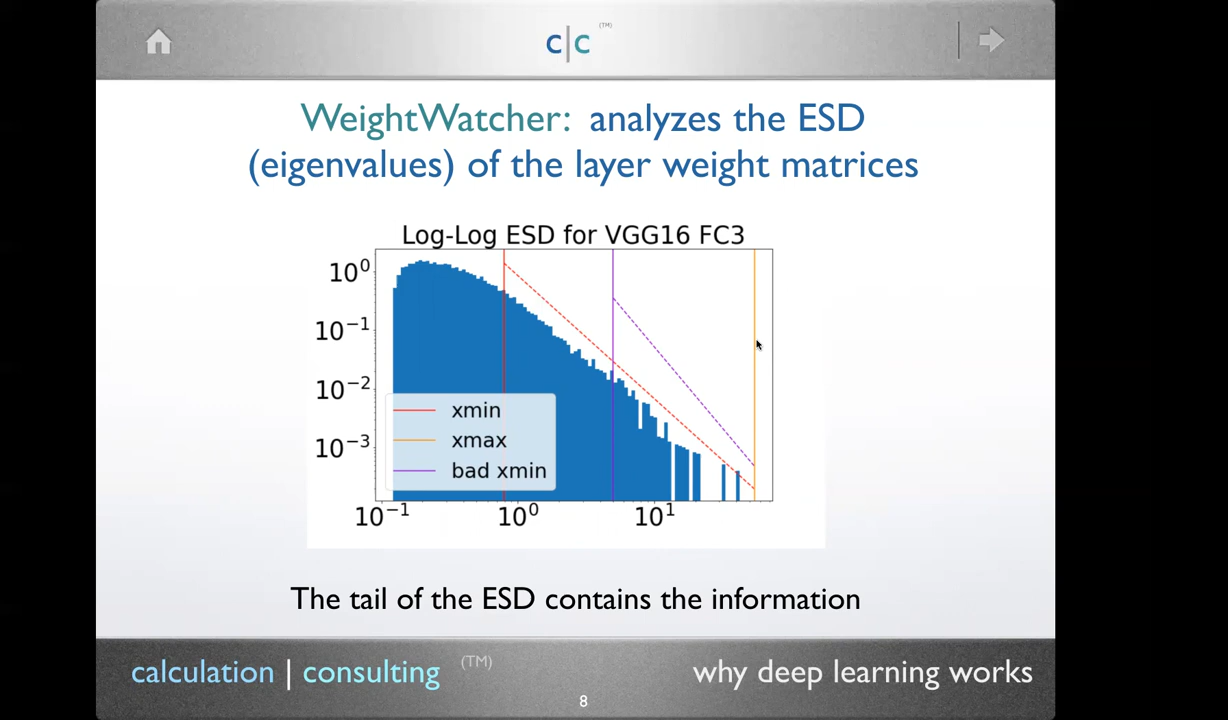 c|c (TM)
WeightWatcher: analyzes the ESD
(eigenvalues) of the layer weight matrices
Log-Log ESD for VGG16 FC3
10⁰
10⁻¹
10⁻²
10⁻³
xmin
xmax
bad xmin
10⁻¹ 10⁰ 10¹
The tail of the ESD contains the information
calculation | consulting (TM) why deep learning works
8